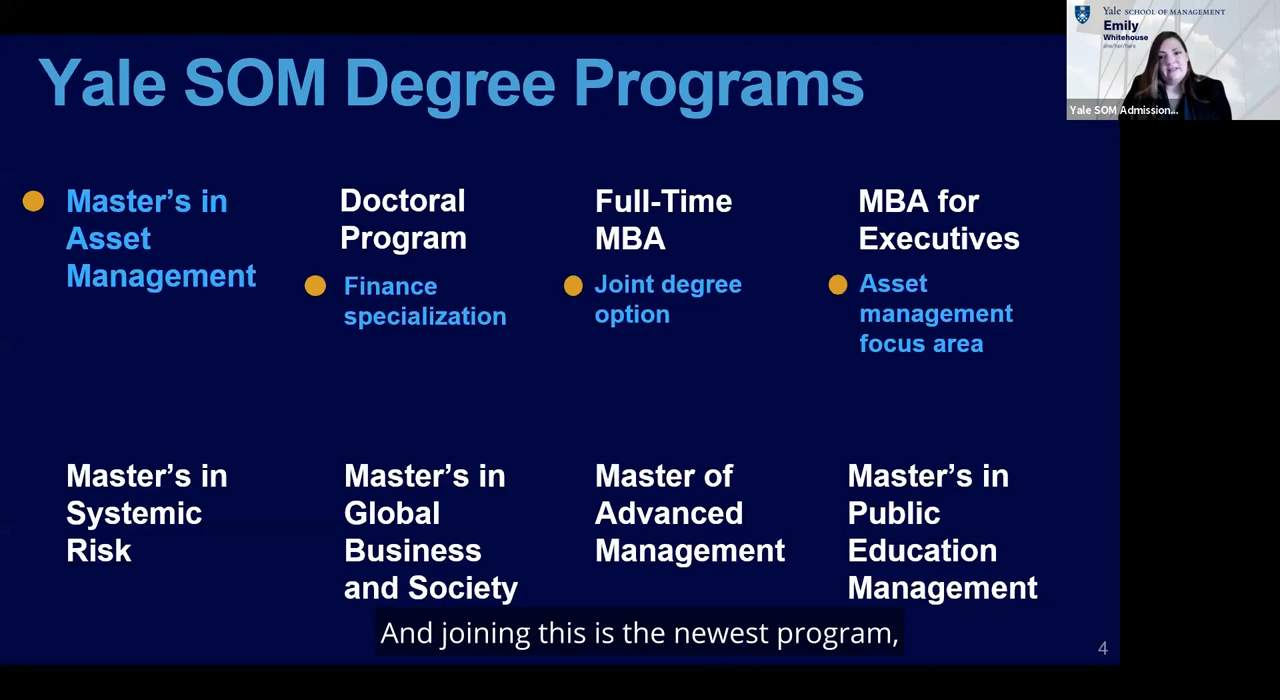 Yale SOM Degree Programs
Yale SCHOOL OF MANAGEMENT
Emily
Whitehouse
she/her/hers
Yale SOM Admission...
Master's in
Asset
Management
Doctoral
Program
Finance
specialization
Full-Time
MBA
Joint degree
option
MBA for
Executives
Asset
management
focus area
Master's in
Systemic
Risk
Master's in
Global
Business
and Society
Master of
Advanced
Management
Master's in
Public
Education
Management
And joining this is the newest program,
4